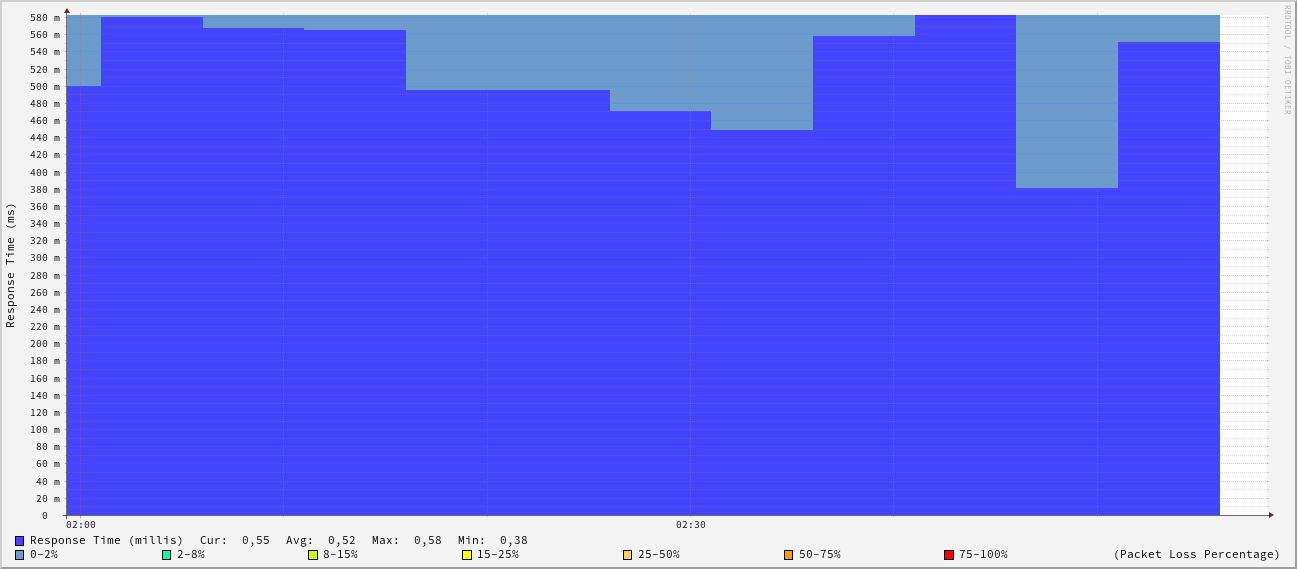 RRDTOOL / TOBI OETIKER
Response Time (ms)
580 m
560 m
540 m
520 m
500 m
480 m
460 m
440 m
420 m
400 m
380 m
360 m
340 m
320 m
300 m
280 m
260 m
240 m
220 m
200 m
180 m
160 m
140 m
120 m
100 m
80 m
60 m
40 m
20 m
0
02:00 02:30
Response Time (millis) Cur: 0,55 Avg: 0,52 Max: 0,58 Min: 0,38
0-2% 2-8% 8-15% 15-25% 25-50% 50-75% 75-100% (Packet Loss Percentage)